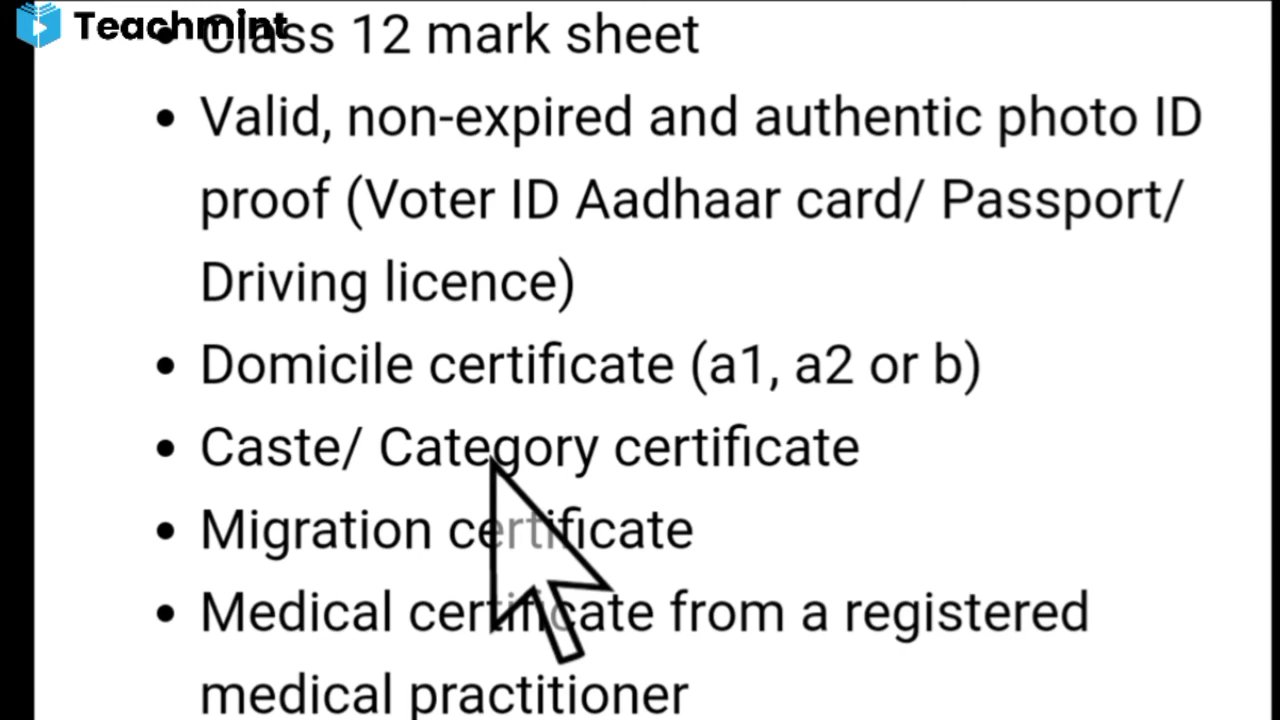 Teachmint
• Class 12 mark sheet
• Valid, non-expired and authentic photo ID
proof (Voter ID Aadhaar card/ Passport/
Driving licence)
• Domicile certificate (a1, a2 or b)
• Caste/ Category certificate
• Migration certificate
• Medical certificate from a registered
medical practitioner